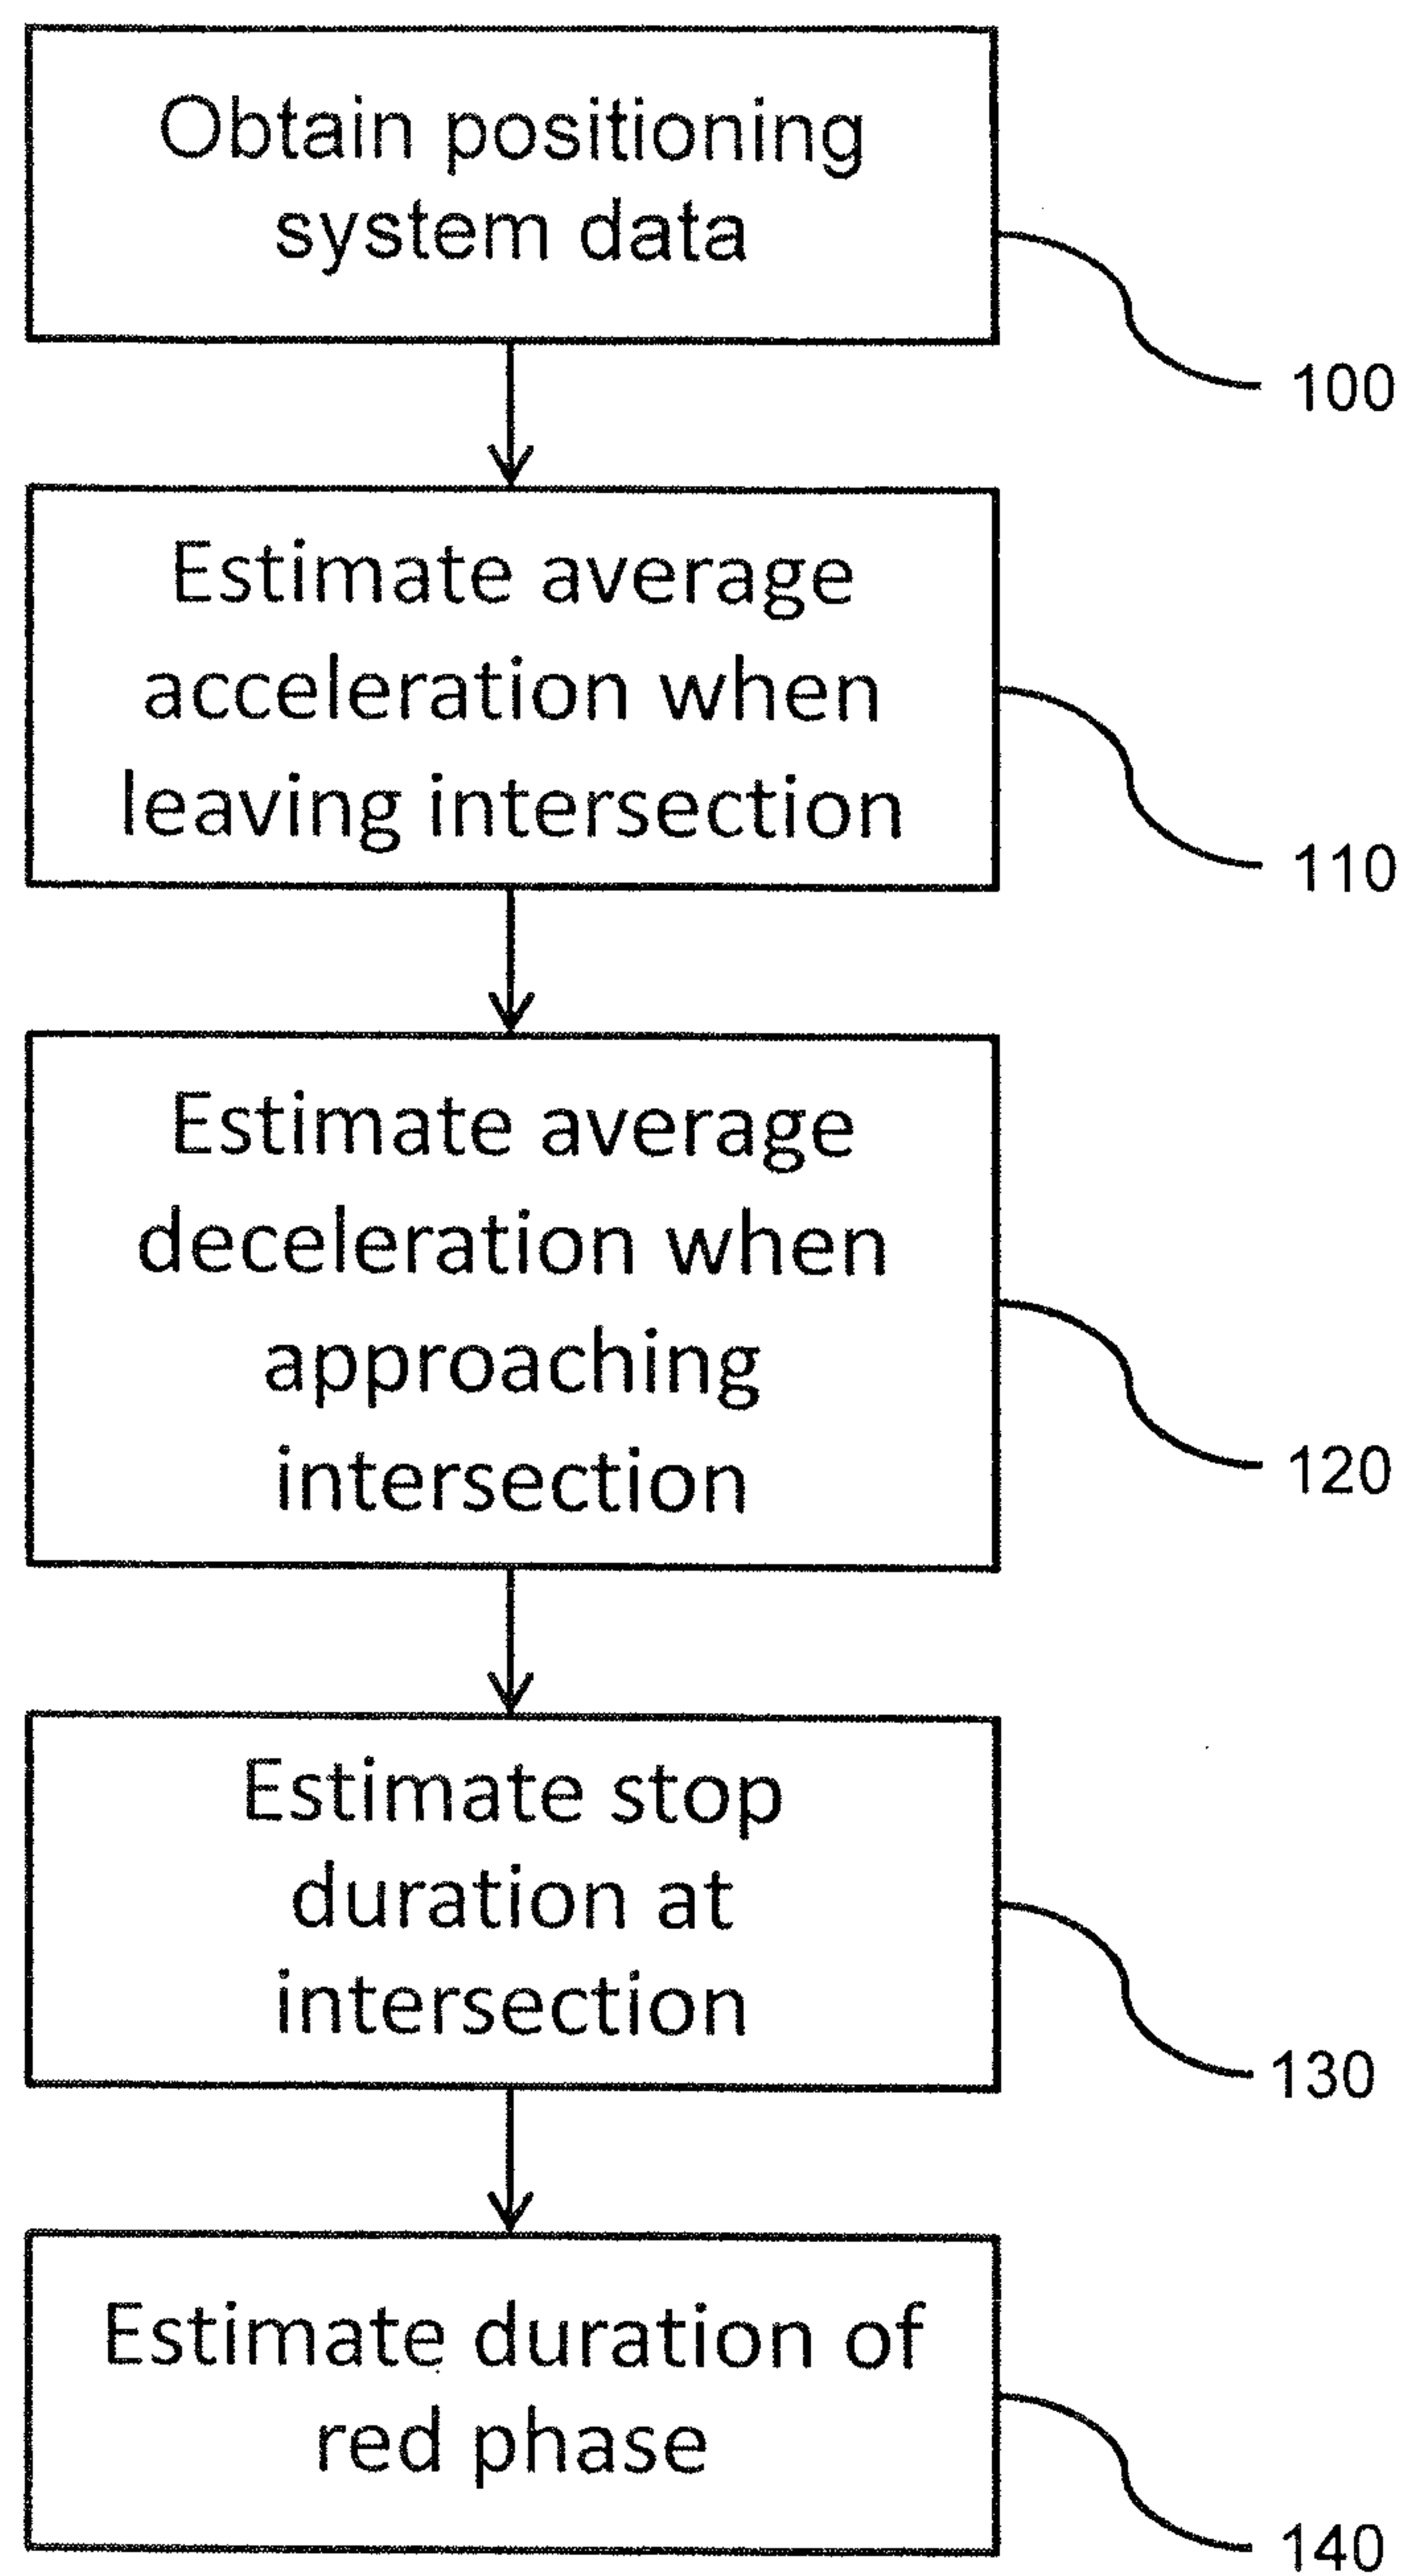 Obtain positioning
system data
100
Estimate average
acceleration when
leaving intersection
110
Estimate average
deceleration when
approaching
intersection
120
Estimate stop
duration at
intersection
130
Estimate duration of
red phase
140